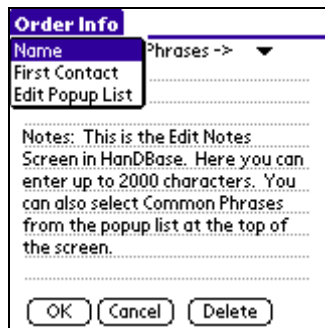 Order Info
Name
Phrases ->
First Contact
Edit Popup List
Notes: This is the Edit Notes
Screen in HanDBase. Here you can
enter up to 2000 characters. You
can also select Common Phrases
from the popup list at the top of
the screen.
OK Cancel Delete